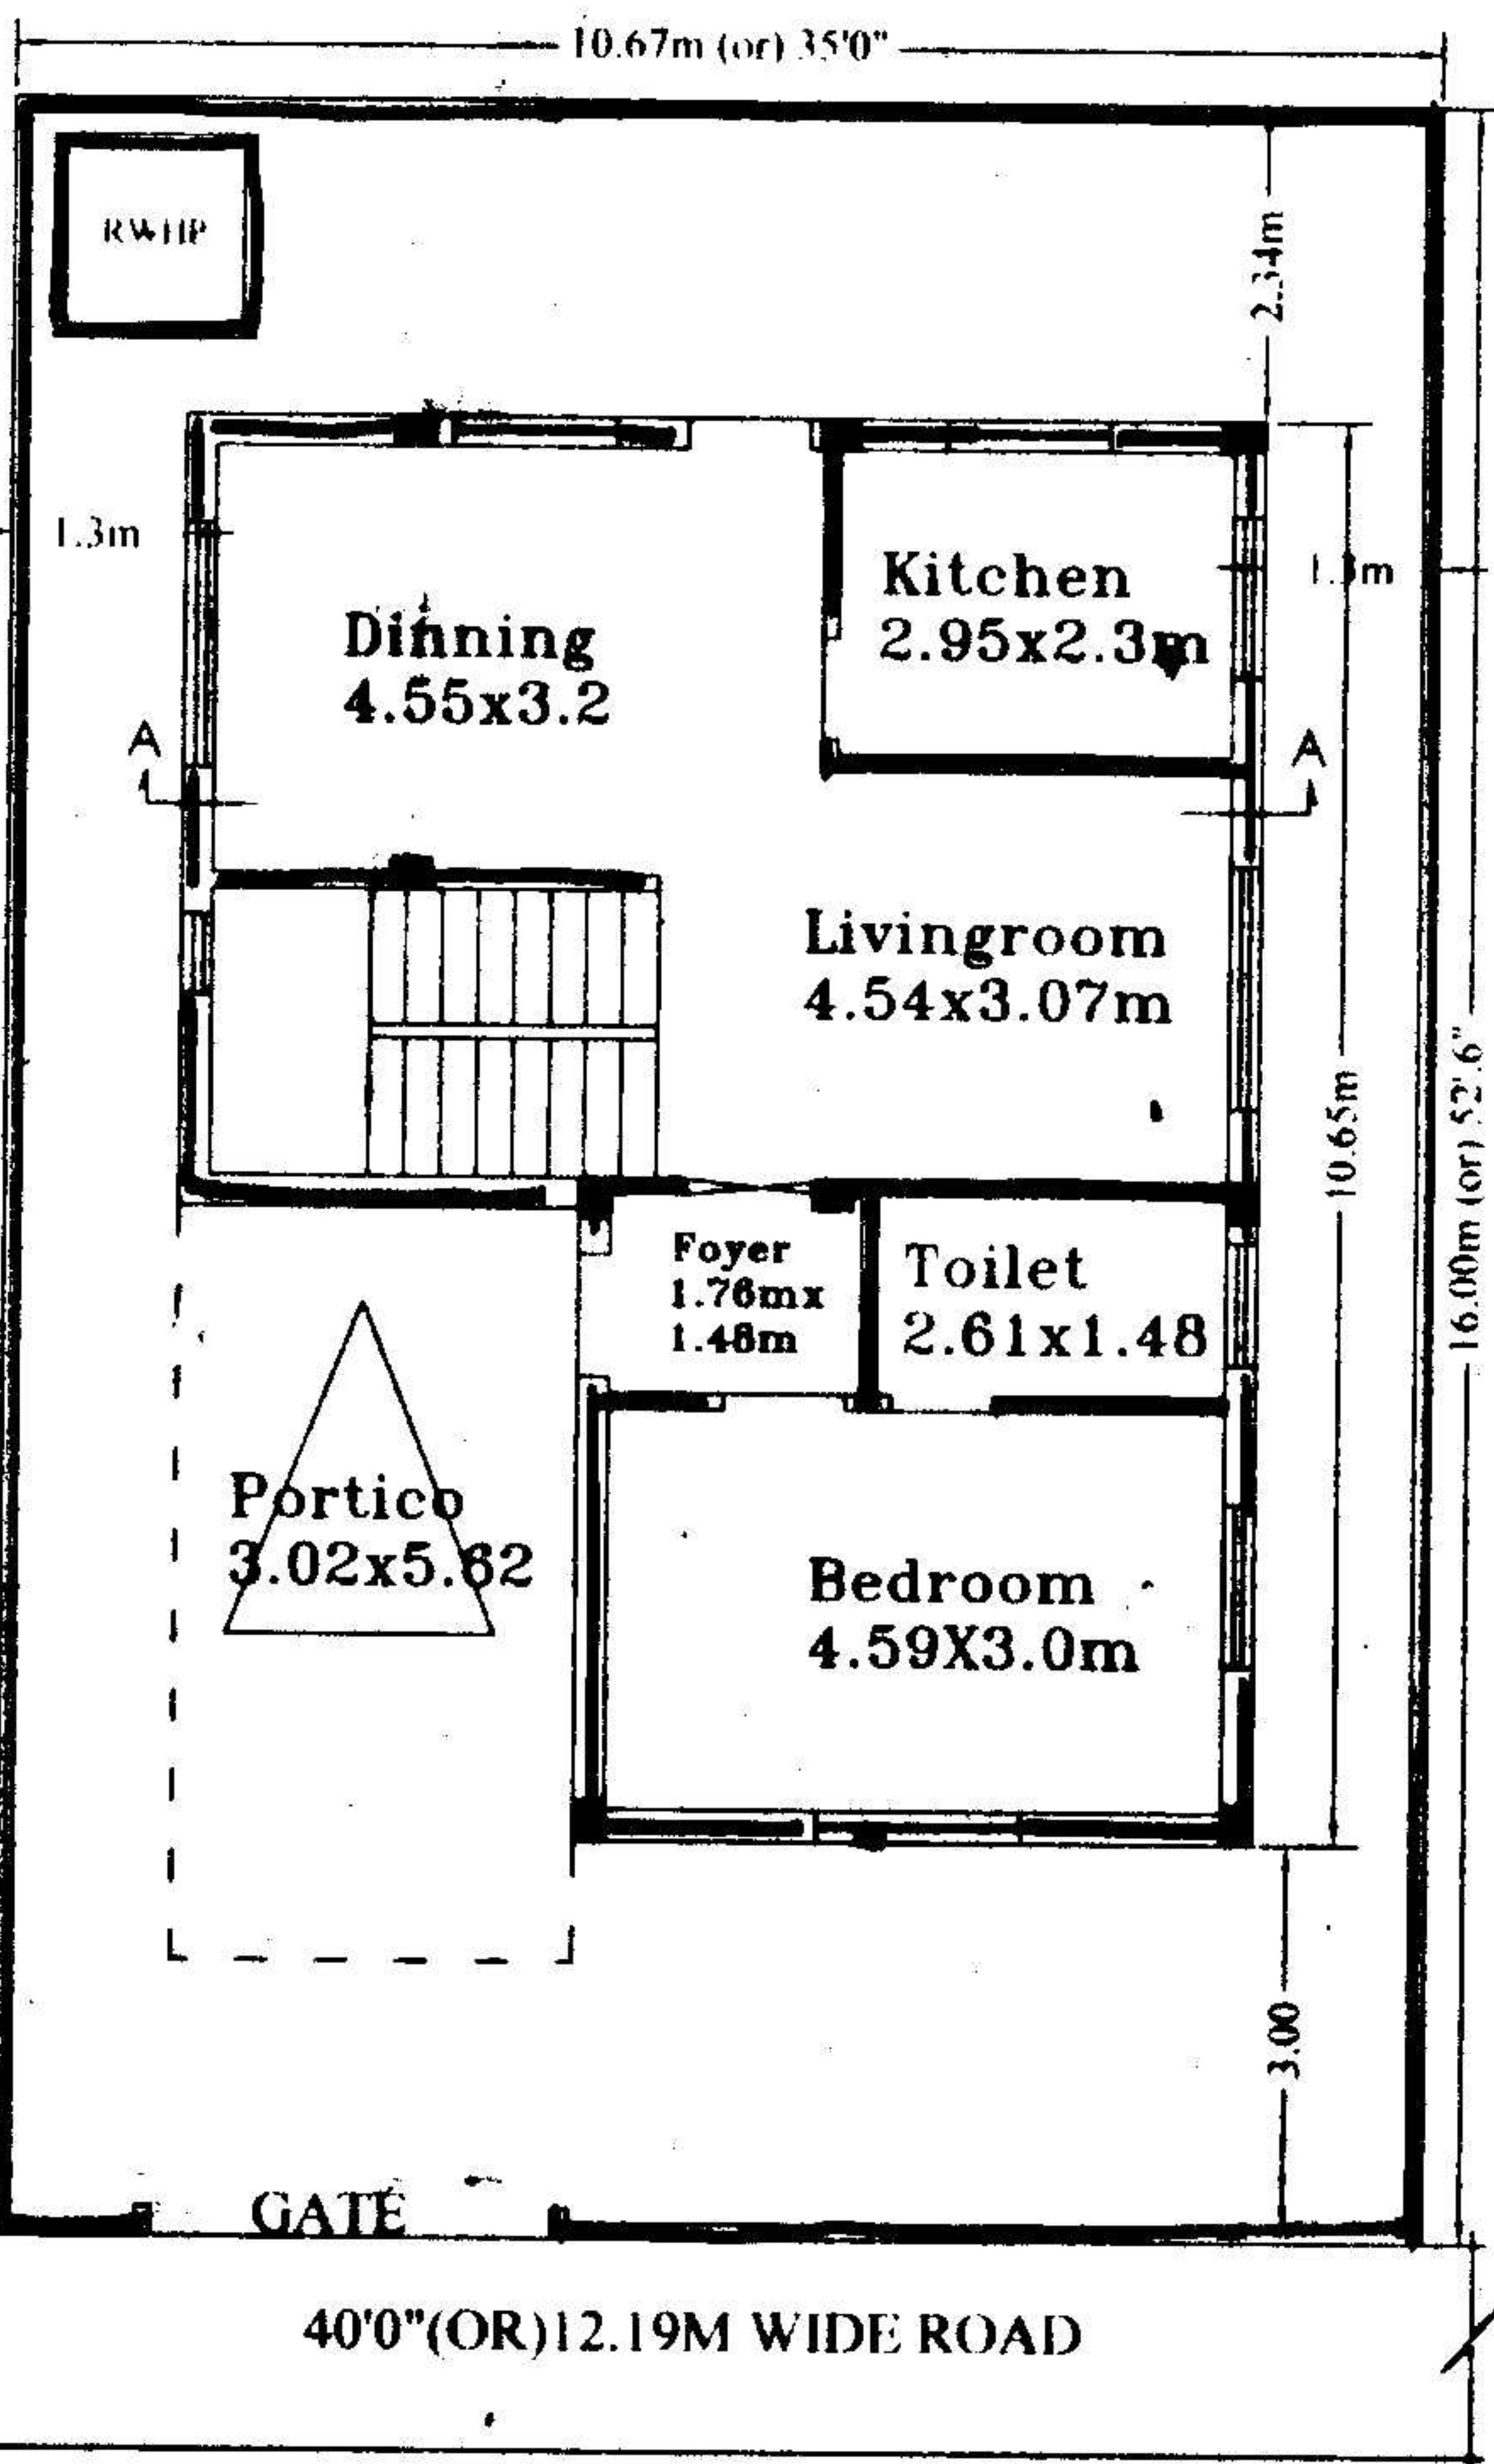 10.67m (or) 35'0"
RWHP
2.34m
1.3m
Kitchen
2.95x2.3m
Dinning
4.55x3.2
A
A
Livingroom
4.54x3.07m
10.65m
16.00m (or) 52'.6"
Foyer
1.76mx
1.48m
Toilet
2.61x1.48
Portico
3.02x5.62
Bedroom
4.59X3.0m
3.00
GATE
40'0"(OR)12.19M WIDE ROAD